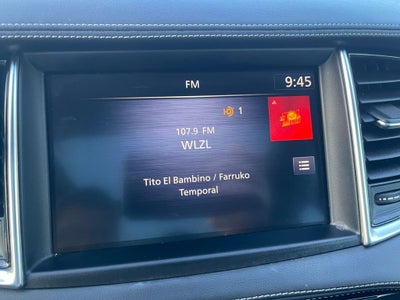 FM
9:45
1
107.9 FM
WLZL
Tito El Bambino / Farruko
Temporal